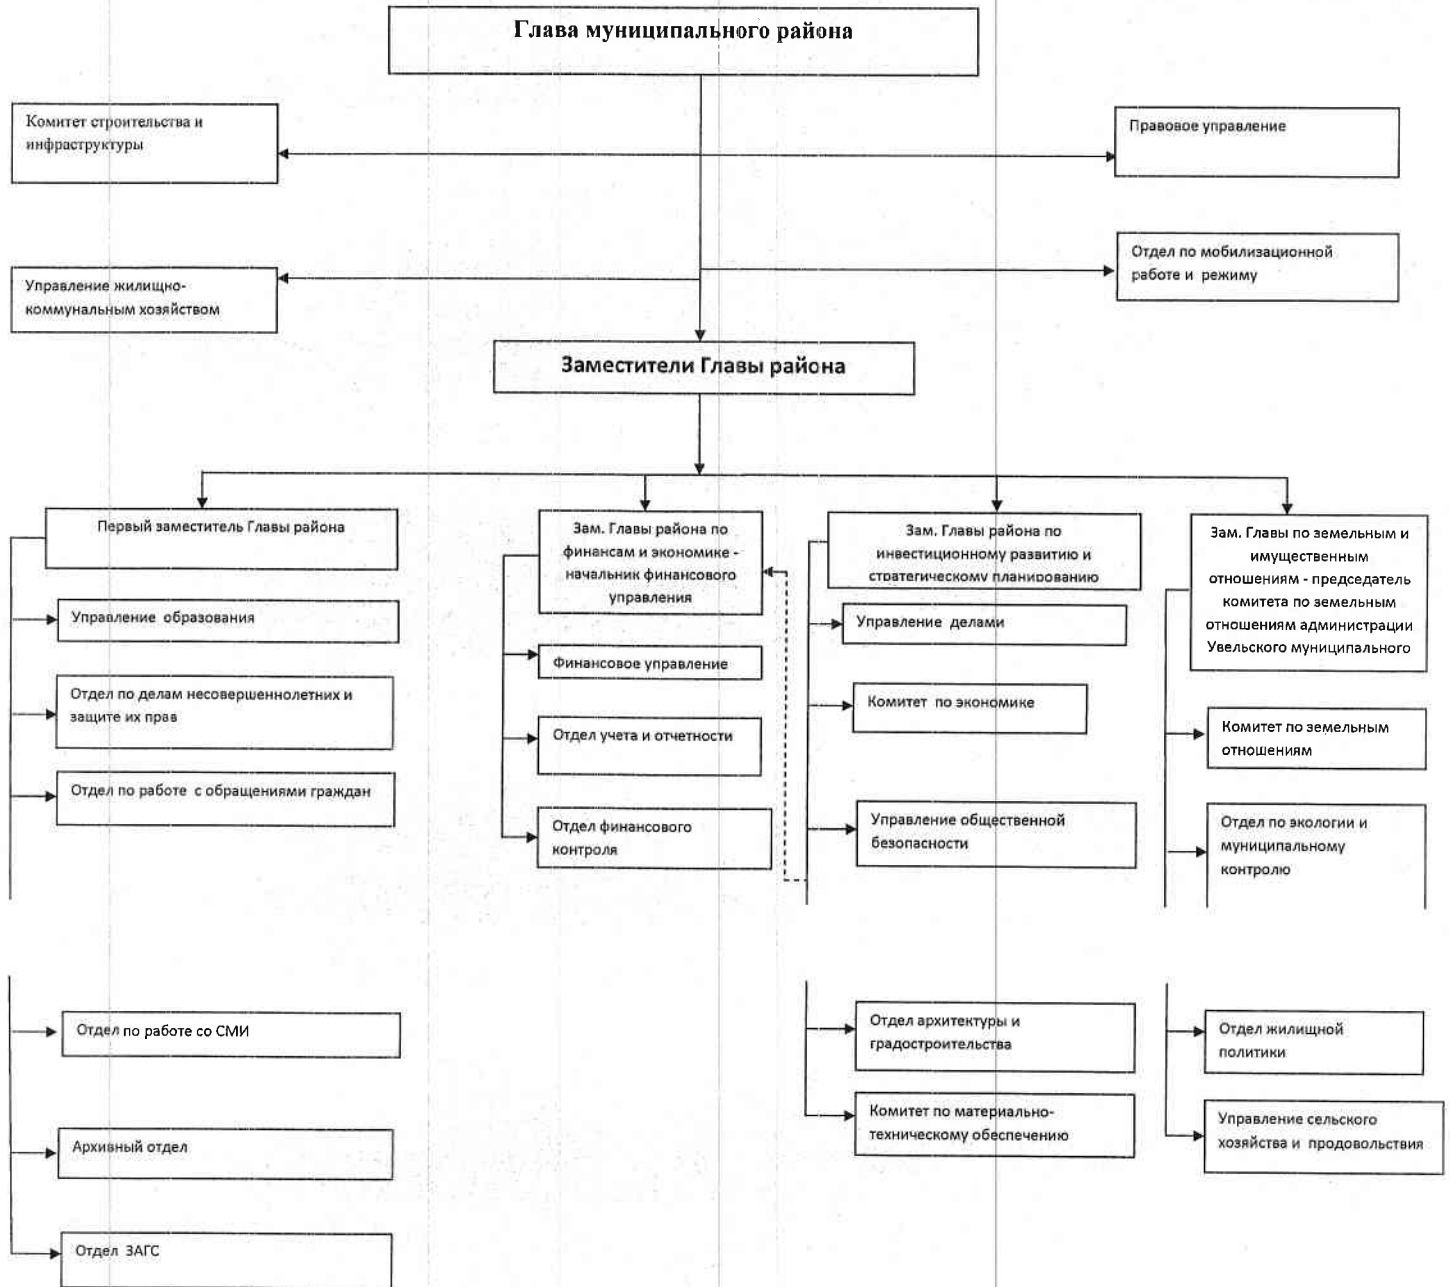 Глава муниципального района
Комитет строительства и
инфраструктуры
Правовое управление
Управление жилищно-
коммунальным хозяйством
Отдел по мобилизационной
работе и режиму
Заместители Главы района
Первый заместитель Главы района
Управление образования
Отдел по делам несовершеннолетних и
защите их прав
Отдел по работе с обращениями граждан
Отдел по работе со СМИ
Архивный отдел
Отдел ЗАГС
Зам. Главы района по
финансам и экономике -
начальник финансового
управления
Финансовое управление
Отдел учета и отчетности
Отдел финансового
контроля
Зам. Главы района по
инвестиционному развитию и
стратегическому планированию
Управление делами
Комитет по экономике
Управление общественной
безопасности
Отдел архитектуры и
градостроительства
Комитет по материально-
техническому обеспечению
Зам. Главы по земельным и
имущественным
отношениям - председатель
комитета по земельным
отношениям администрации
Увельского муниципального
Комитет по земельным
отношениям
Отдел по экологии и
муниципальному
контролю
Отдел жилищной
политики
Управление сельского
хозяйства и продовольствия